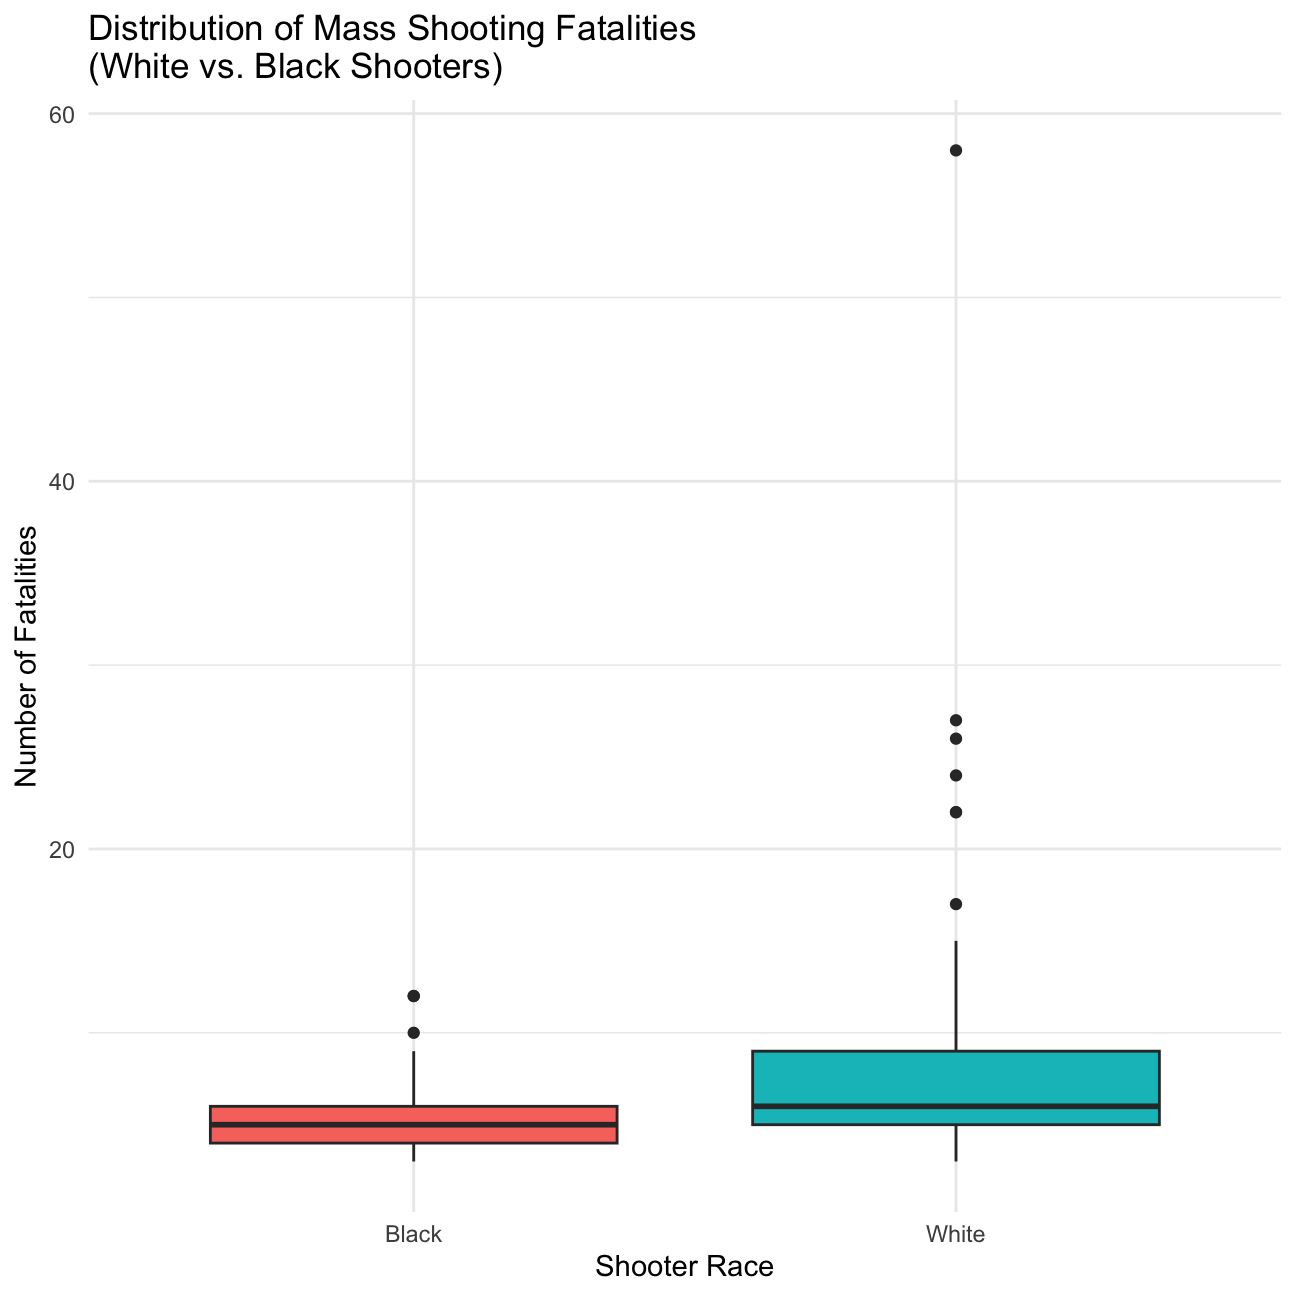 Distribution of Mass Shooting Fatalities
(White vs. Black Shooters)
60
40
20
Number of Fatalities
Black
White
Shooter Race